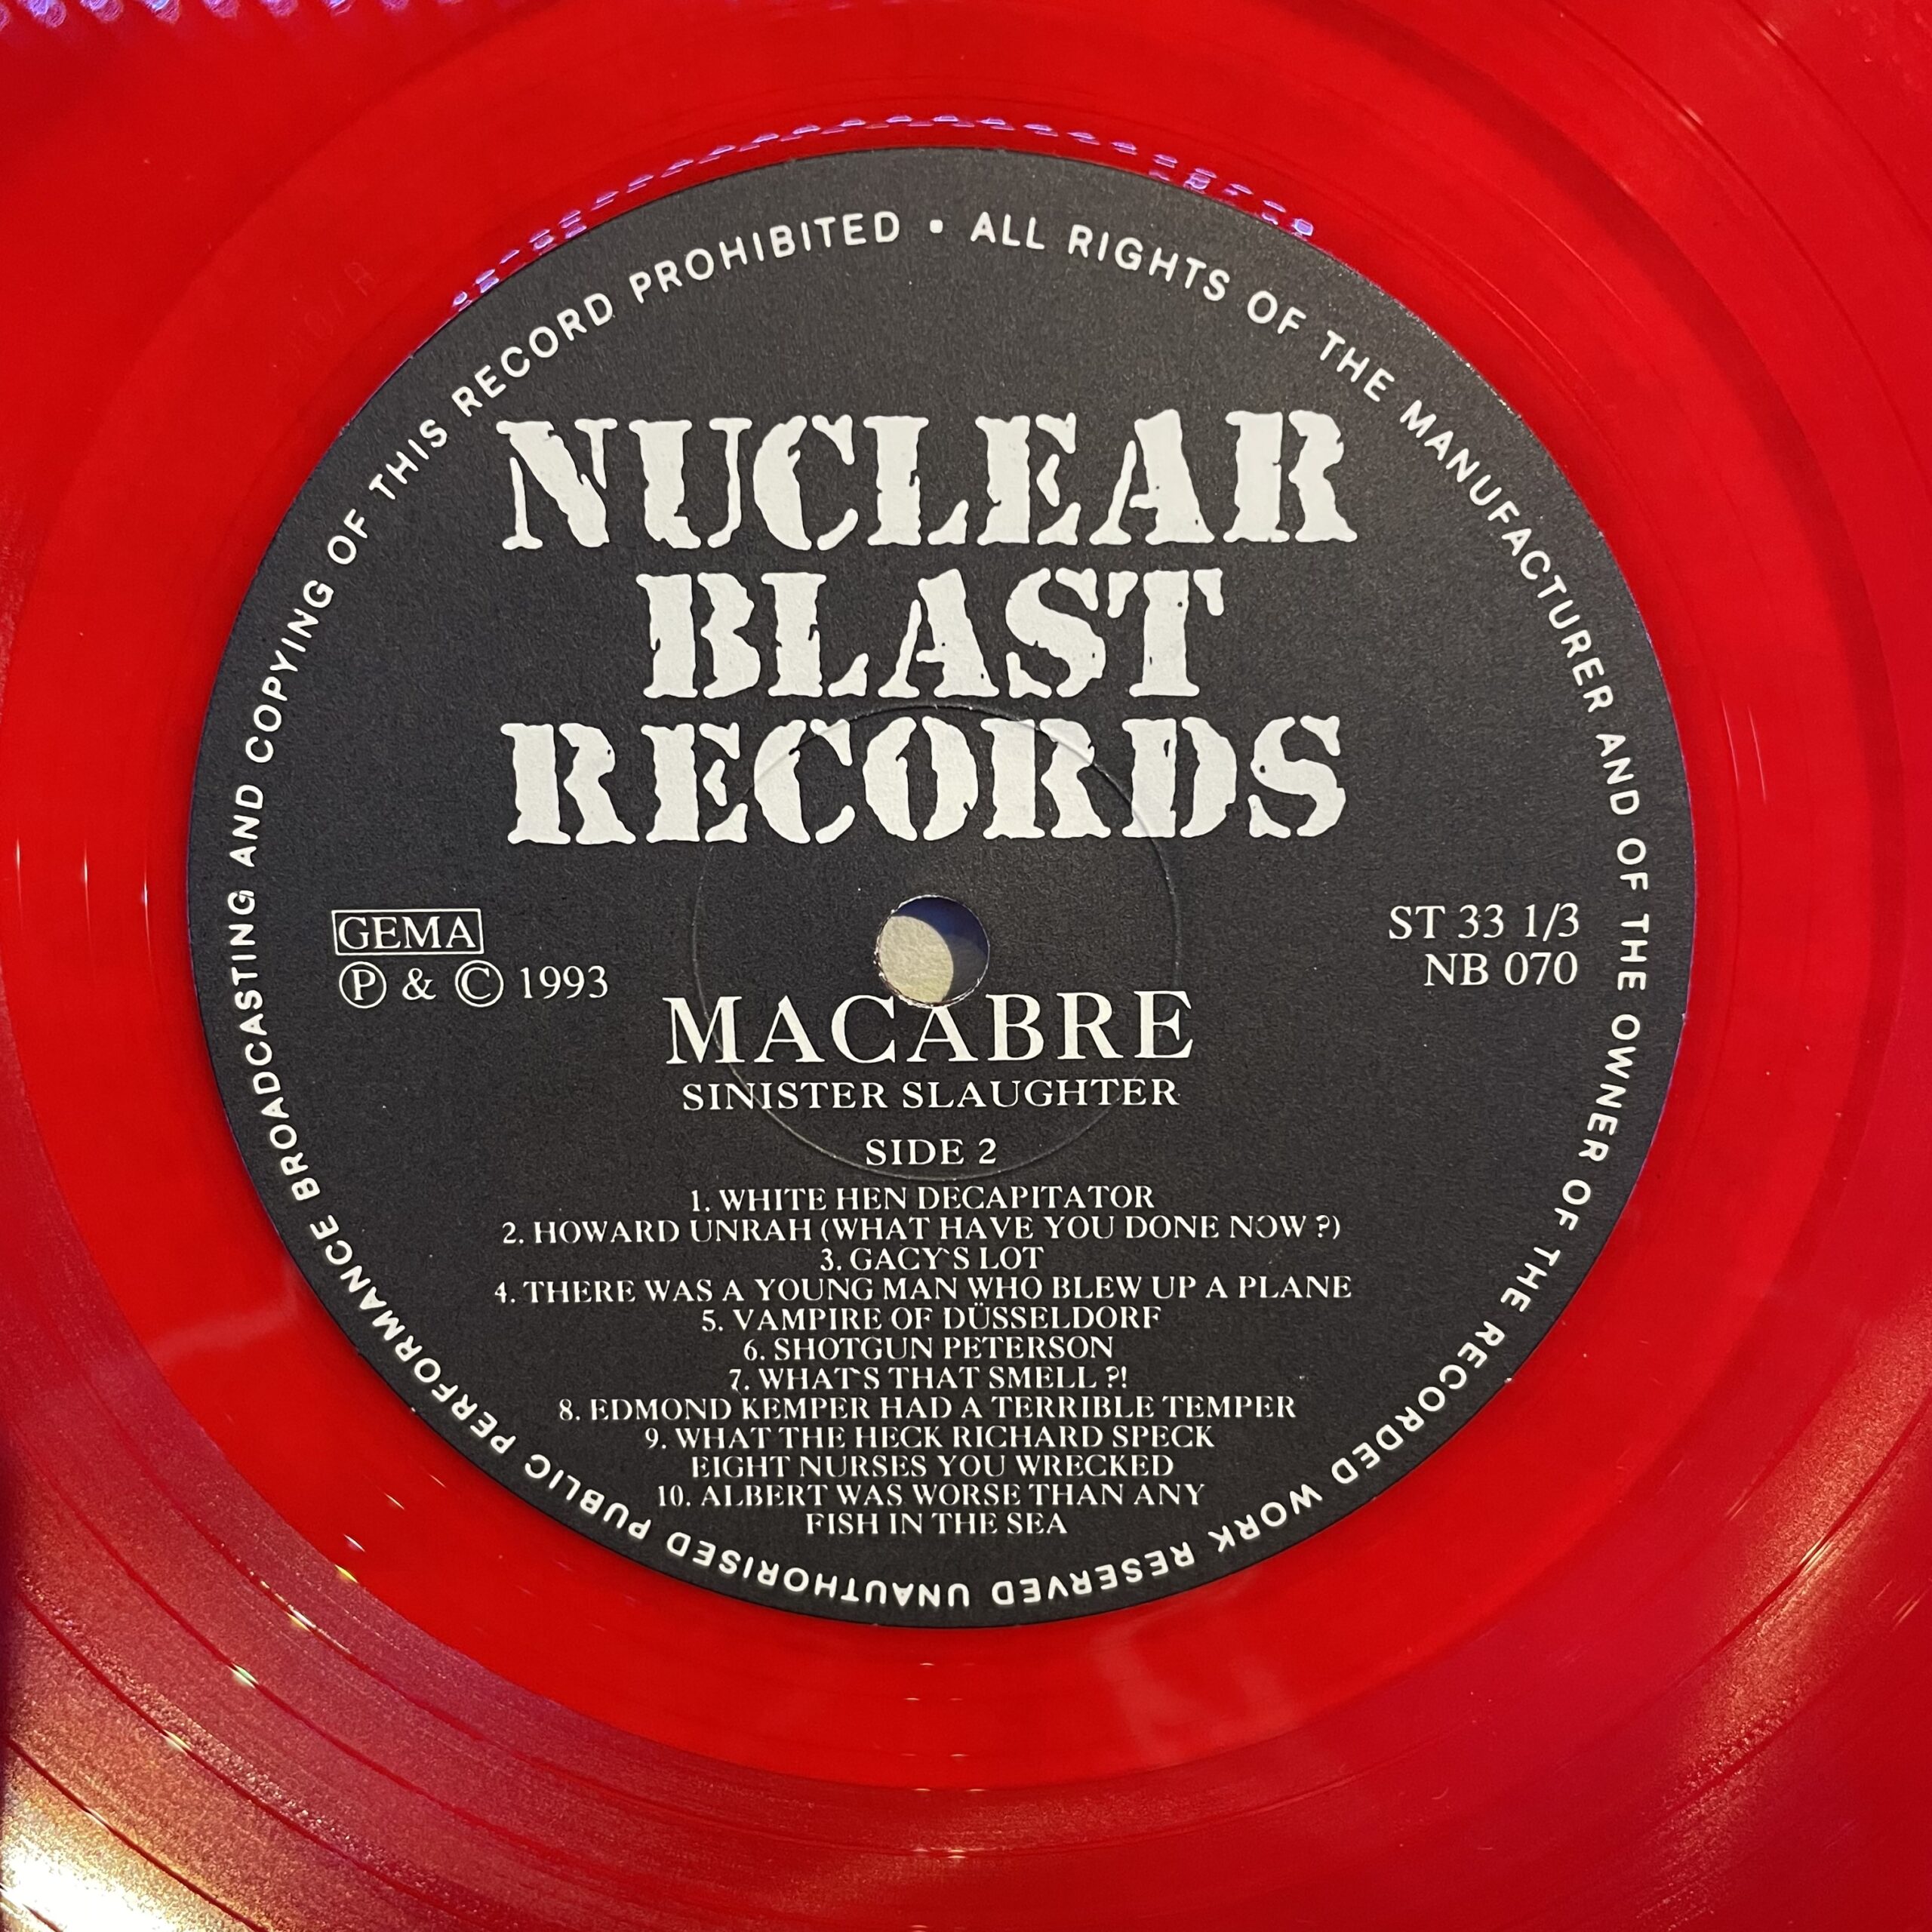 UNAUTHORISED PUBLIC PERFORMANCE BROADCASTING AND COPYING OF THIS RECORD PROHIBITED • ALL RIGHTS OF THE MANUFACTURER AND OF THE OWNER OF THE RECORDED WORK RESERVED
NUCLEAR
BLAST
RECORDS
GEMA
Ⓟ & © 1993
ST 33 1/3
NB 070
MACABRE
SINISTER SLAUGHTER
SIDE 2
1. WHITE HEN DECAPITATOR
2. HOWARD UNRAH (WHAT HAVE YOU DONE NOW ?)
3. GACY`S LOT
4. THERE WAS A YOUNG MAN WHO BLEW UP A PLANE
5. VAMPIRE OF DÜSSELDORF
6. SHOTGUN PETERSON
7. WHAT`S THAT SMELL ?!
8. EDMOND KEMPER HAD A TERRIBLE TEMPER
9. WHAT THE HECK RICHARD SPECK
EIGHT NURSES YOU WRECKED
10. ALBERT WAS WORSE THAN ANY
FISH IN THE SEA